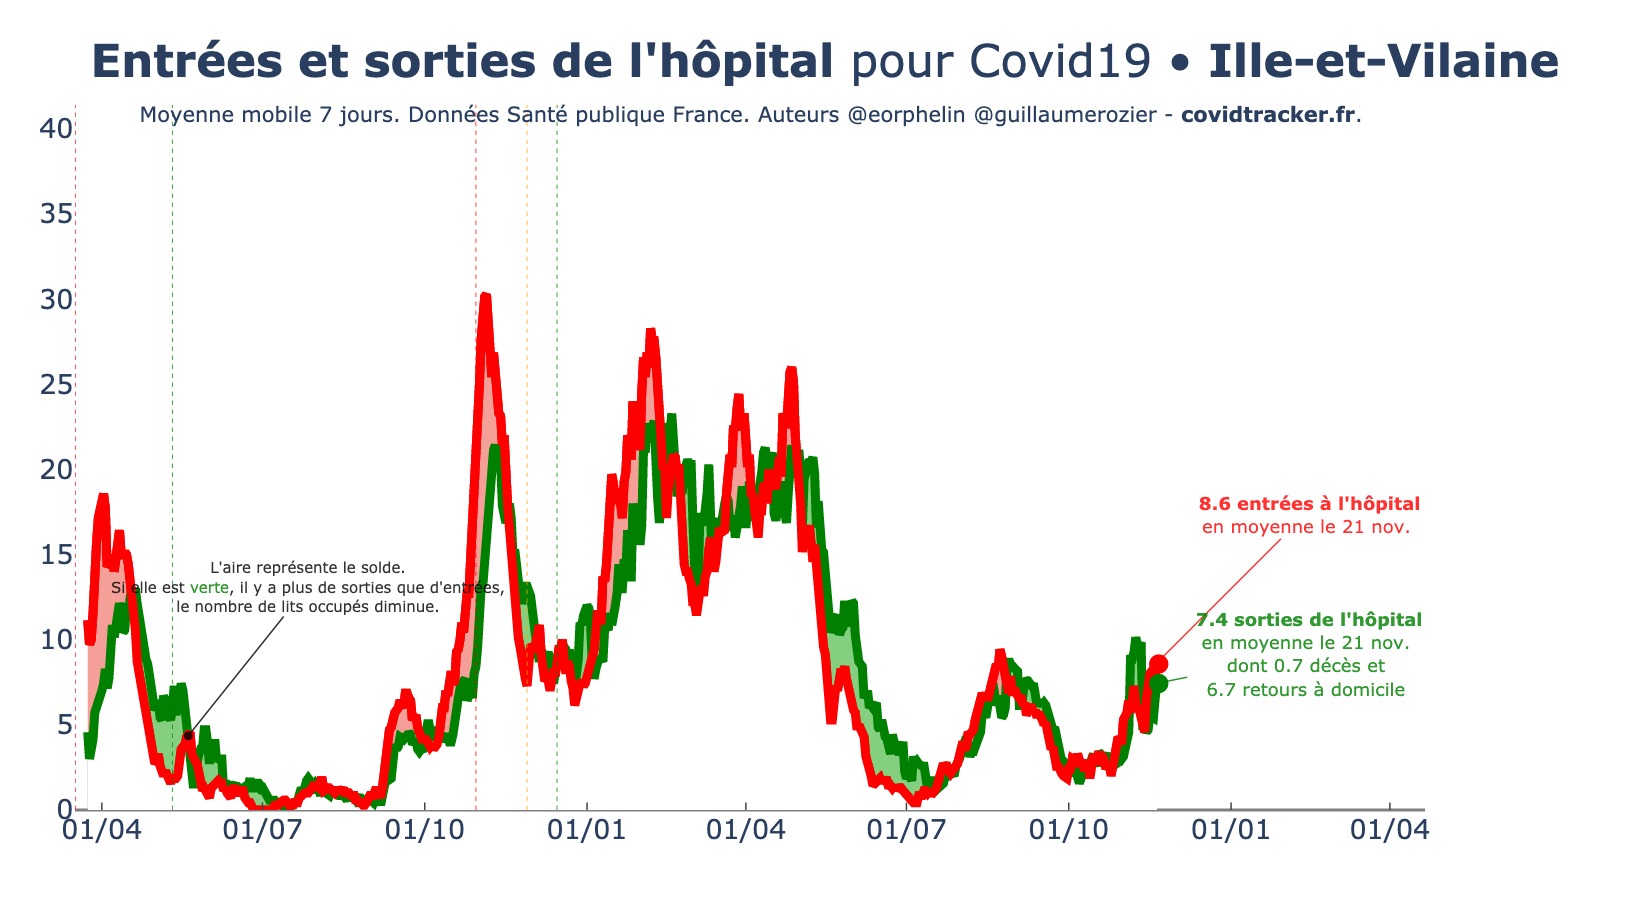 Entrées et sorties de l'hôpital pour Covid19 • Ille-et-Vilaine
Moyenne mobile 7 jours. Données Santé publique France. Auteurs @eorphelin @guillaumerozier - covidtracker.fr.
40
35
30
25
20
15
10
5
0
L'aire représente le solde.
Si elle est verte, il y a plus de sorties que d'entrées,
le nombre de lits occupés diminue.
8.6 entrées à l'hôpital
en moyenne le 21 nov.
7.4 sorties de l'hôpital
en moyenne le 21 nov.
dont 0.7 décès et
6.7 retours à domicile
01/04 01/07 01/10 01/01 01/04 01/07 01/10 01/01 01/04